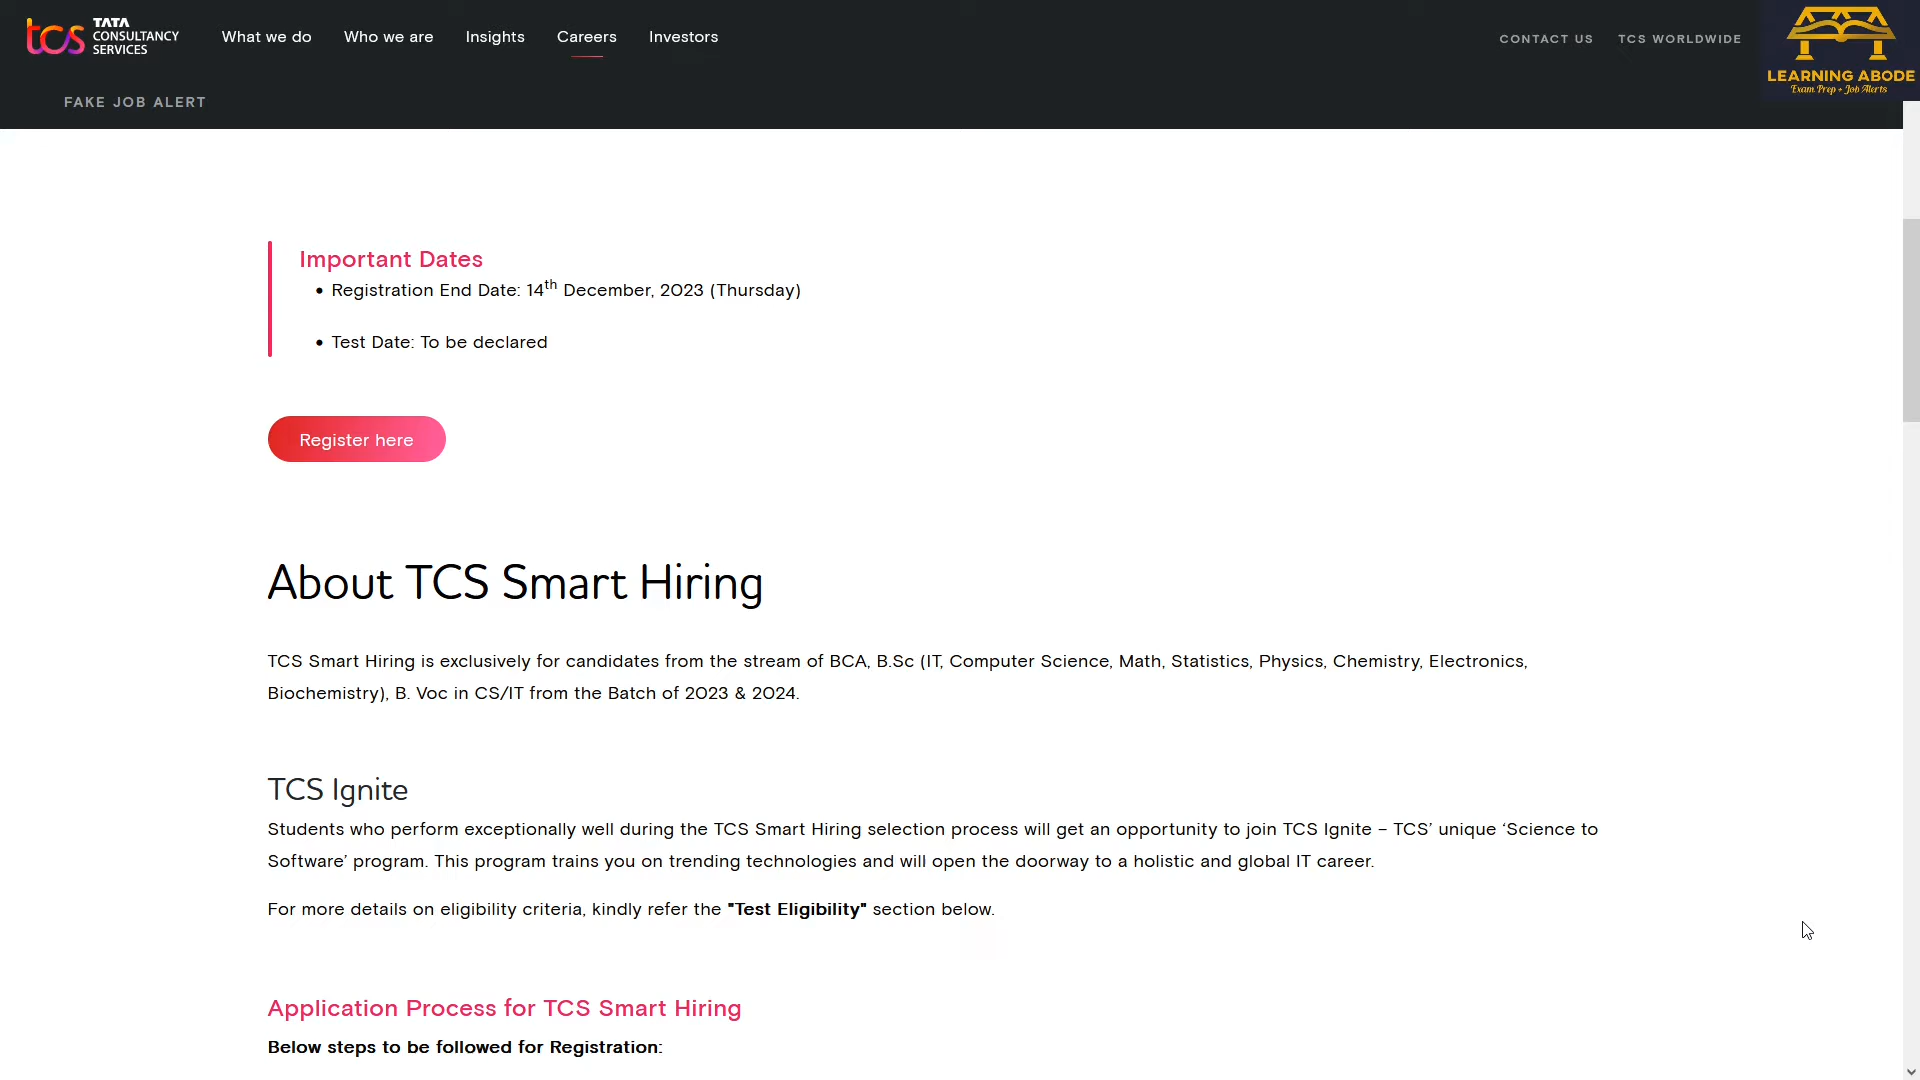 tcs TATA CONSULTANCY SERVICES
What we do Who we are Insights Careers Investors
CONTACT US TCS WORLDWIDE
LEARNING ABODE
Exam Prep + Job Alerts
FAKE JOB ALERT
Important Dates
• Registration End Date: 14th December, 2023 (Thursday)
• Test Date: To be declared
Register here
About TCS Smart Hiring
TCS Smart Hiring is exclusively for candidates from the stream of BCA, B.Sc (IT, Computer Science, Math, Statistics, Physics, Chemistry, Electronics,
Biochemistry), B. Voc in CS/IT from the Batch of 2023 & 2024.
TCS Ignite
Students who perform exceptionally well during the TCS Smart Hiring selection process will get an opportunity to join TCS Ignite – TCS’ unique ‘Science to
Software’ program. This program trains you on trending technologies and will open the doorway to a holistic and global IT career.
For more details on eligibility criteria, kindly refer the "Test Eligibility" section below.
Application Process for TCS Smart Hiring
Below steps to be followed for Registration: